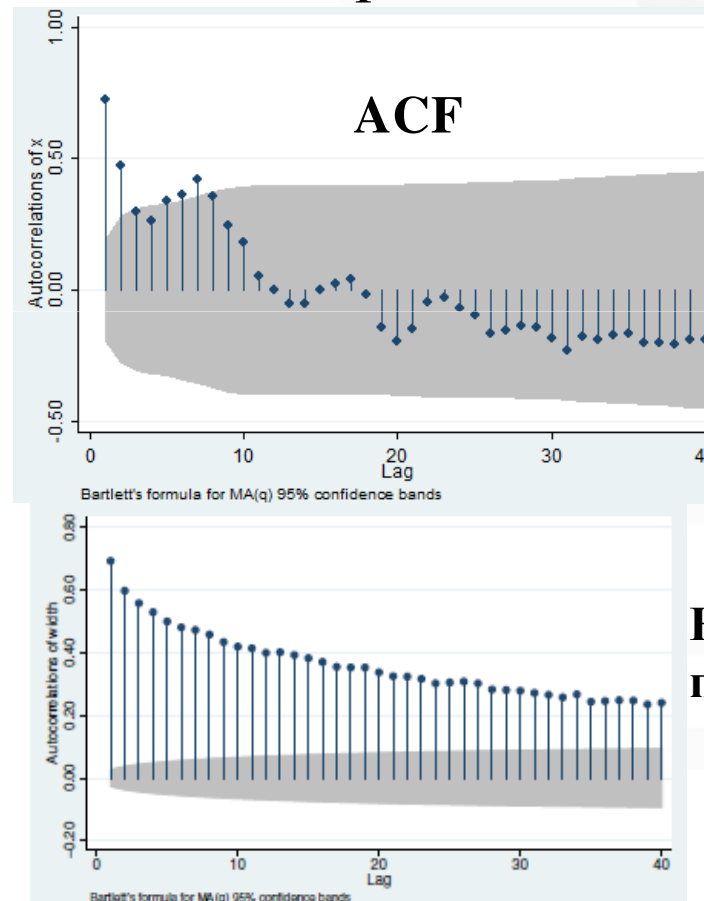 ACF
Autocorrelations of x
1.00
0.50
0.00
-0.50
0 10 20 30
Lag
Bartlett's formula for MA(q) 95% confidence bands
Autocorrelations of width
0.80
0.60
0.40
0.20
0.00
-0.20
0 10 20 30 40
Lag
Bartlett's formula for MA(q) 95% confidence bands